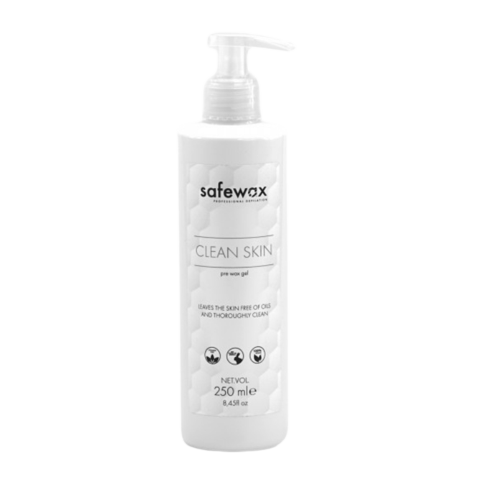 safewax
PROFESSIONAL DEPILATION
CLEAN SKIN
pre wax gel
LEAVES THE SKIN FREE OF OILS
AND THOROUGHLY CLEAN
NET.VOL.
250 ml℮
8,45fl oz